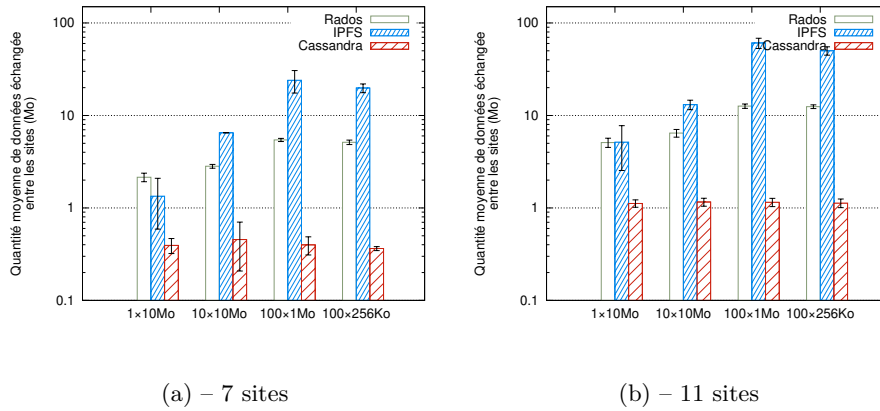 Quantité moyenne de données échangée
entre les sites (Mo)
100
10
1
0.1
Rados
IPFS
Cassandra
1×10Mo
10×10Mo
100×1Mo
100×256Ko
(a) – 7 sites
Quantité moyenne de données échangée
entre les sites (Mo)
100
10
1
0.1
Rados
IPFS
Cassandra
1×10Mo
10×10Mo
100×1Mo
100×256Ko
(b) – 11 sites